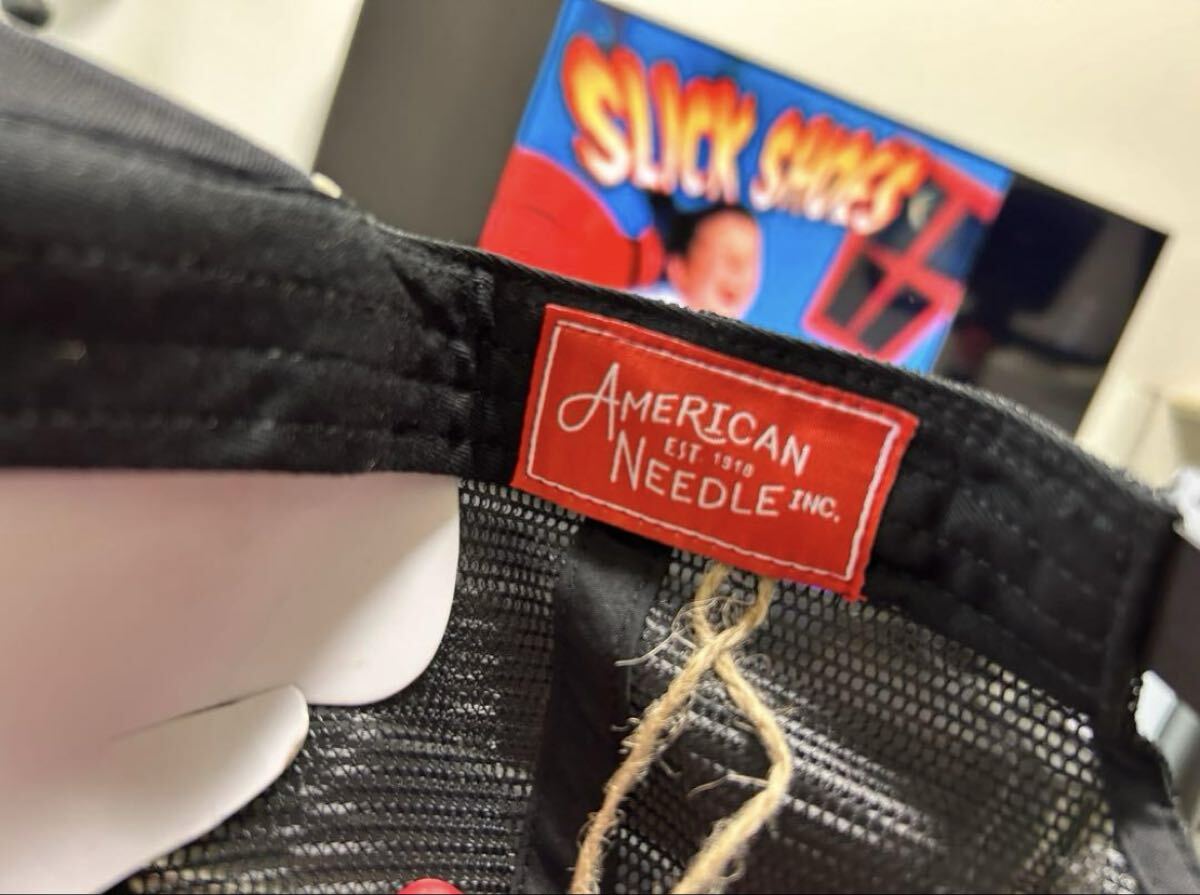 SLICK SHOES
AMERICAN
EST. 1918
NEEDLE INC.